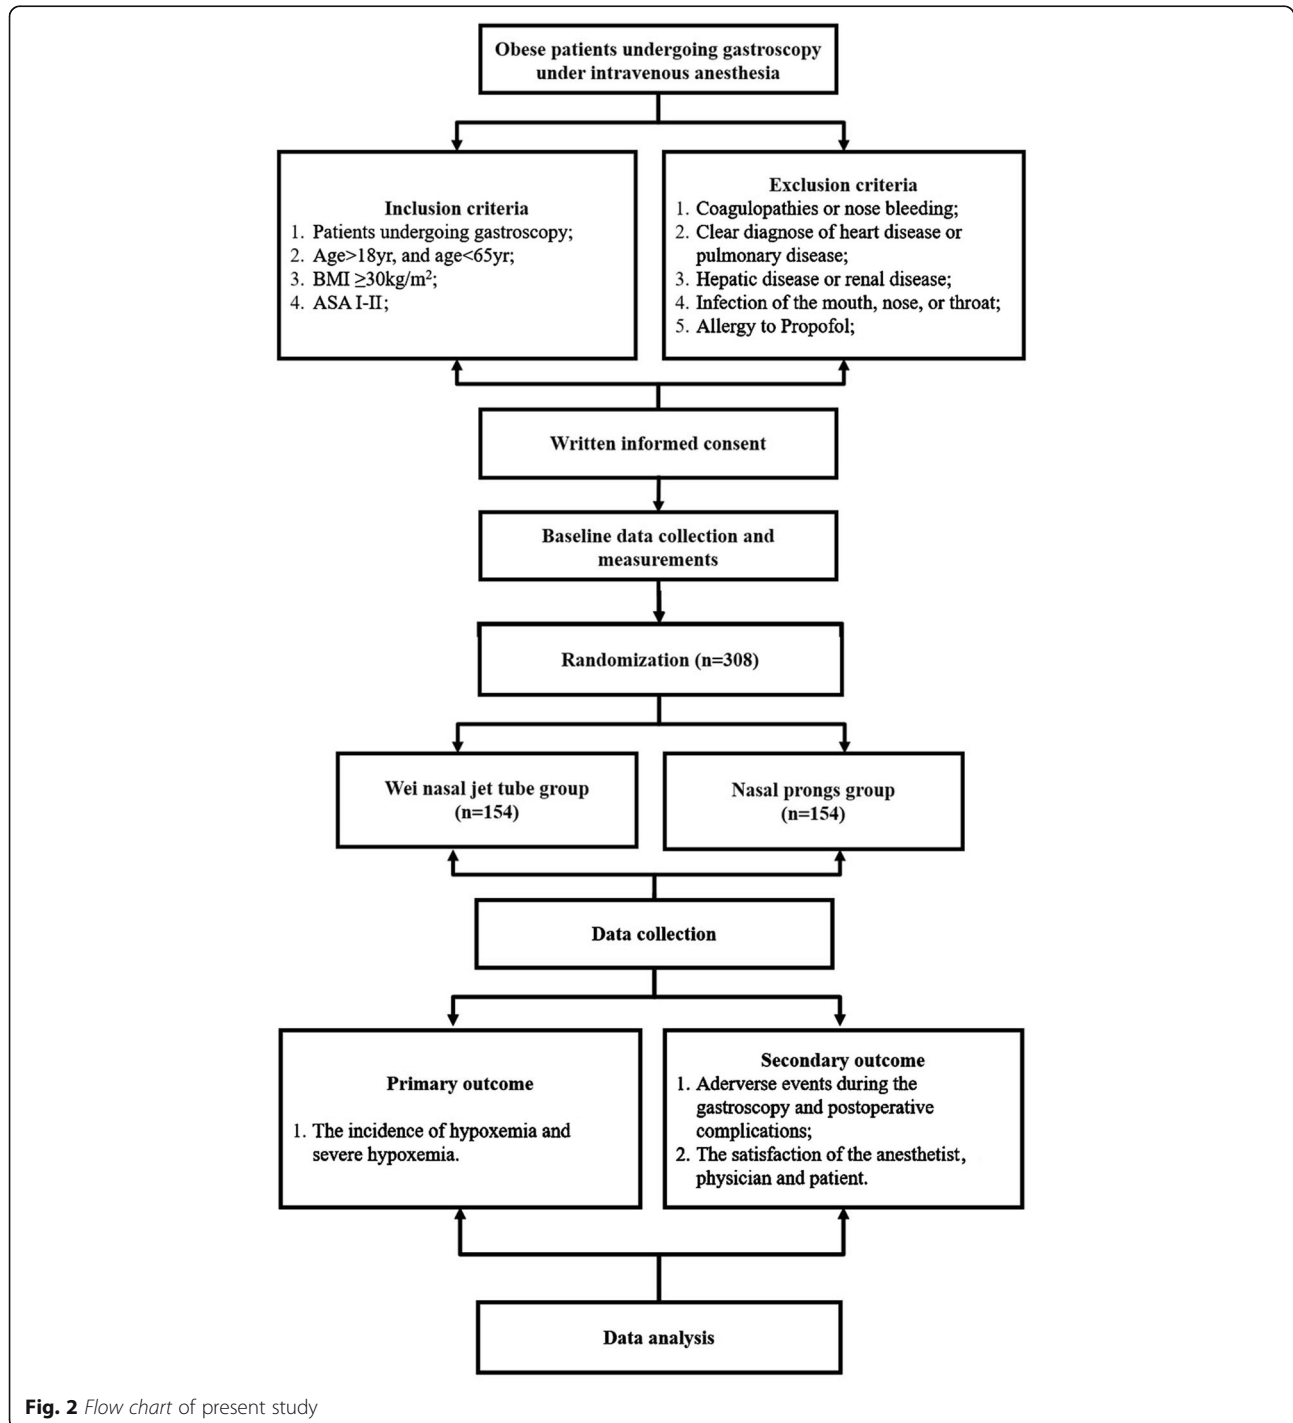 Obese patients undergoing gastroscopy
under intravenous anesthesia
Inclusion criteria
1. Patients undergoing gastroscopy;
2. Age>18yr, and age<65yr;
3. BMI ≥30kg/m²;
4. ASA I-II;
Exclusion criteria
1. Coagulopathies or nose bleeding;
2. Clear diagnose of heart disease or
pulmonary disease;
3. Hepatic disease or renal disease;
4. Infection of the mouth, nose, or throat;
5. Allergy to Propofol;
Written informed consent
Baseline data collection and
measurements
Randomization (n=308)
Wei nasal jet tube group
(n=154)
Nasal prongs group
(n=154)
Data collection
Primary outcome
1. The incidence of hypoxemia and
severe hypoxemia.
Secondary outcome
1. Aderverse events during the
gastroscopy and postoperative
complications;
2. The satisfaction of the anesthetist,
physician and patient.
Data analysis
Fig. 2 Flow chart of present study